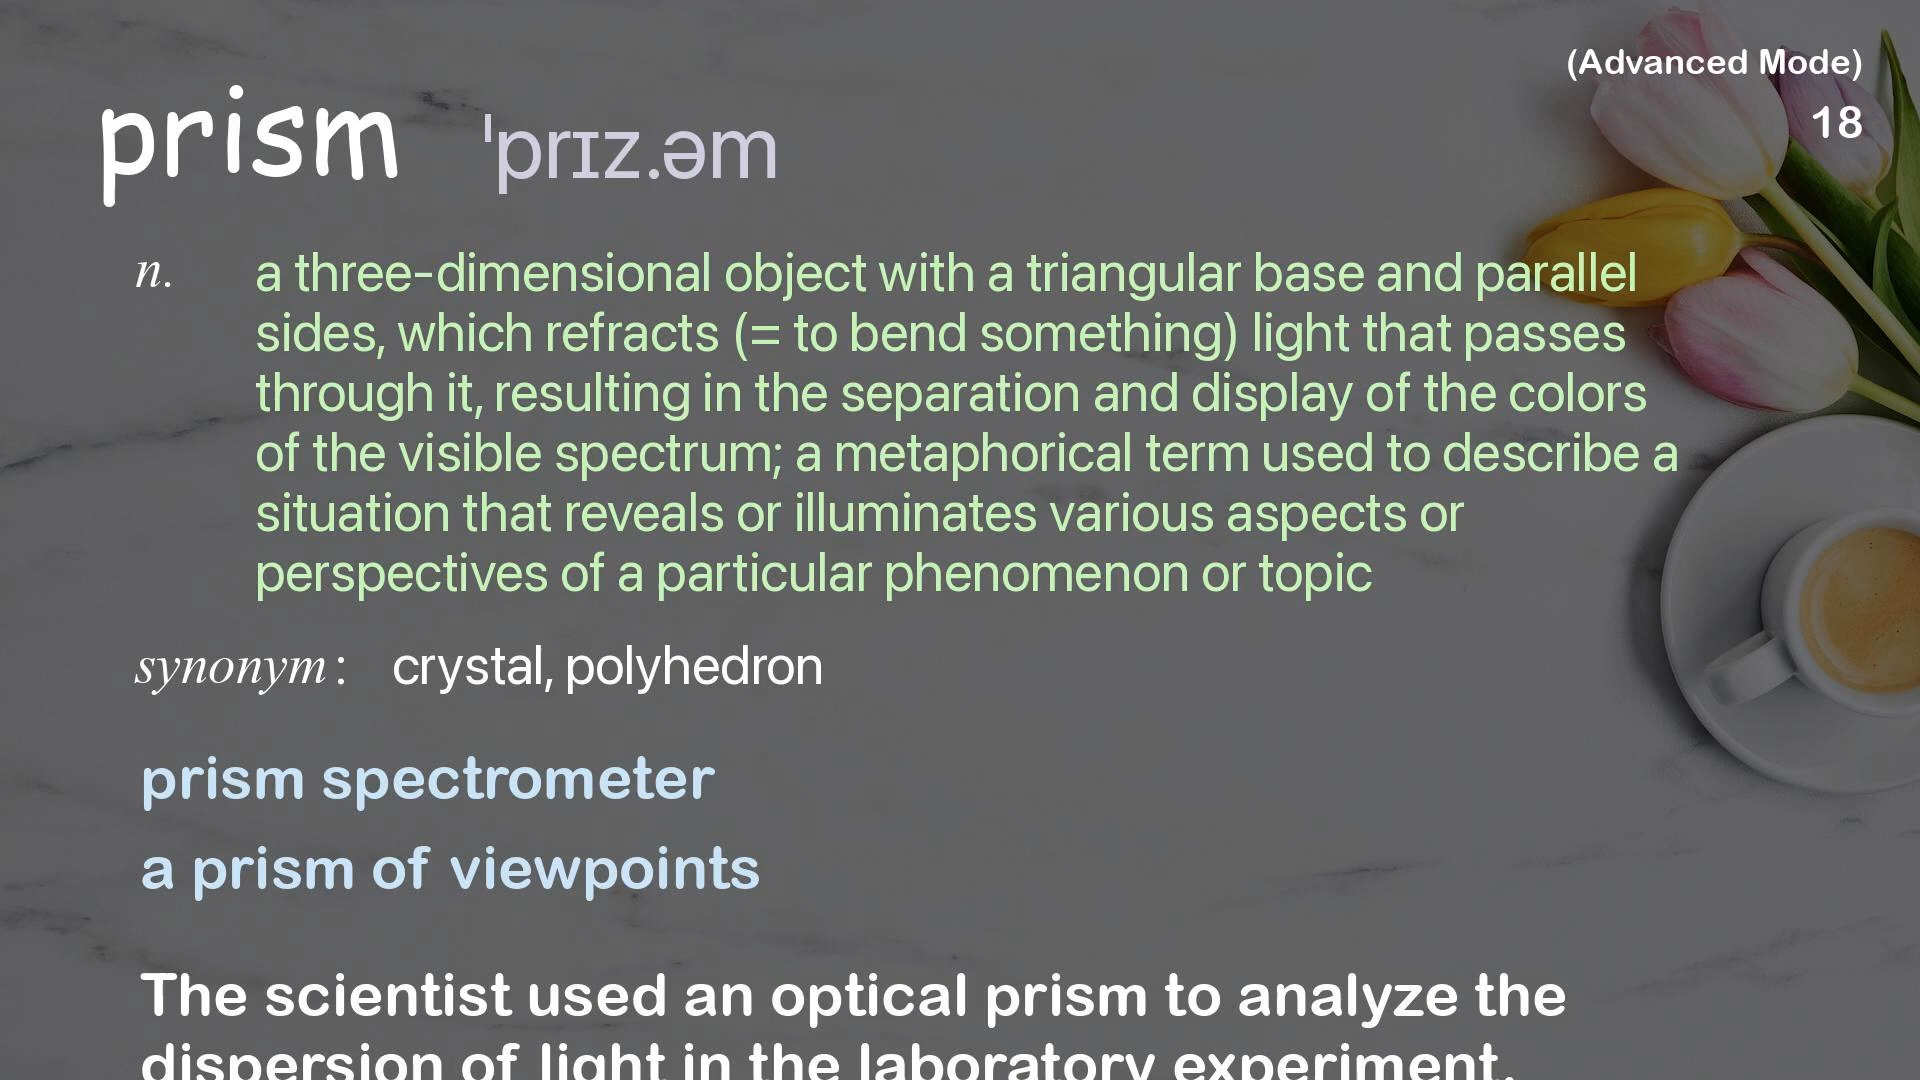 (Advanced Mode)
18
prism ˈprɪz.əm
n. a three-dimensional object with a triangular base and parallel
sides, which refracts (= to bend something) light that passes
through it, resulting in the separation and display of the colors
of the visible spectrum; a metaphorical term used to describe a
situation that reveals or illuminates various aspects or
perspectives of a particular phenomenon or topic
synonym: crystal, polyhedron
prism spectrometer
a prism of viewpoints
The scientist used an optical prism to analyze the
dispersion of light in the laboratory experiment.